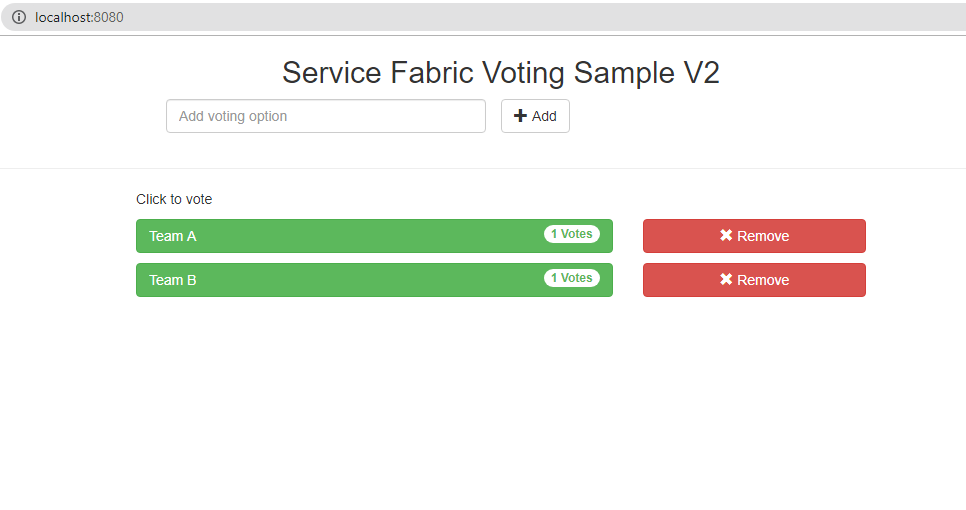 localhost:8080
Service Fabric Voting Sample V2
Add voting option
Add
Click to vote
Team A 1 Votes Remove
Team B 1 Votes Remove